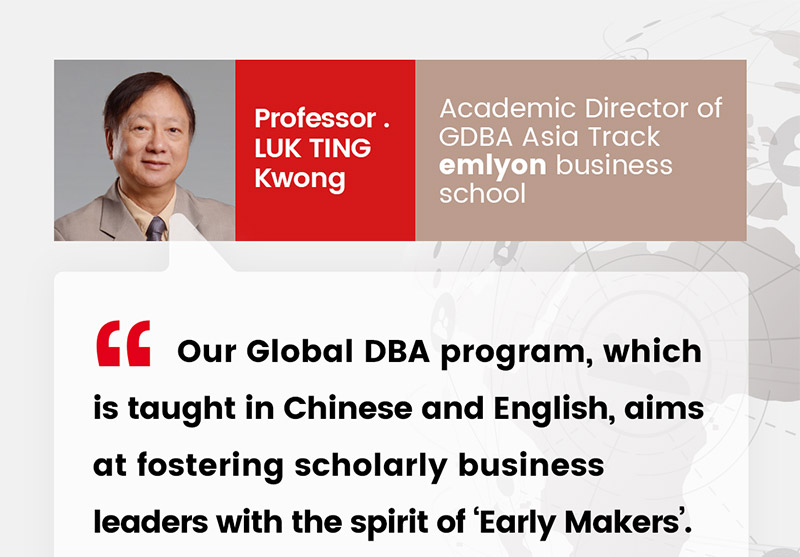 Professor .
LUK TING
Kwong
Academic Director of
GDBA Asia Track
emlyon business
school
“ Our Global DBA program, which
is taught in Chinese and English, aims
at fostering scholarly business
leaders with the spirit of ‘Early Makers’.